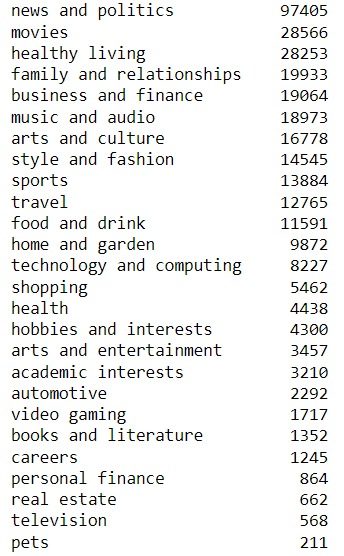 news and politics 97405
movies 28566
healthy living 28253
family and relationships 19933
business and finance 19064
music and audio 18973
arts and culture 16778
style and fashion 14545
sports 13884
travel 12765
food and drink 11591
home and garden 9872
technology and computing 8227
shopping 5462
health 4438
hobbies and interests 4300
arts and entertainment 3457
academic interests 3210
automotive 2292
video gaming 1717
books and literature 1352
careers 1245
personal finance 864
real estate 662
television 568
pets 211